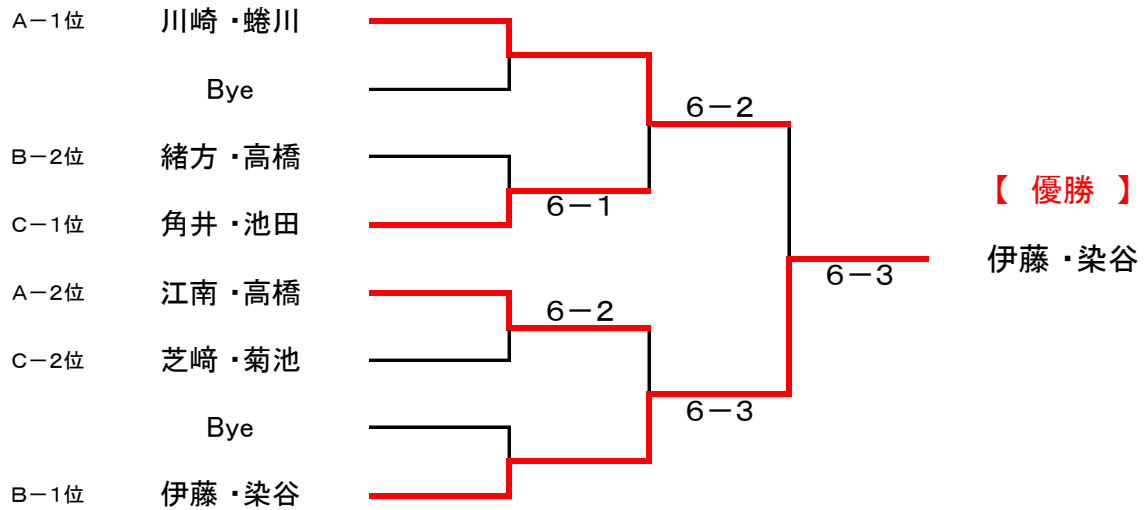 A－1位 川崎・蜷川
Bye
6－2
B－2位 緒方・高橋
【 優勝 】
6－1
C－1位 角井・池田
伊藤・染谷
6－3
A－2位 江南・高橋
6－2
C－2位 芝﨑・菊池
6－3
Bye
B－1位 伊藤・染谷